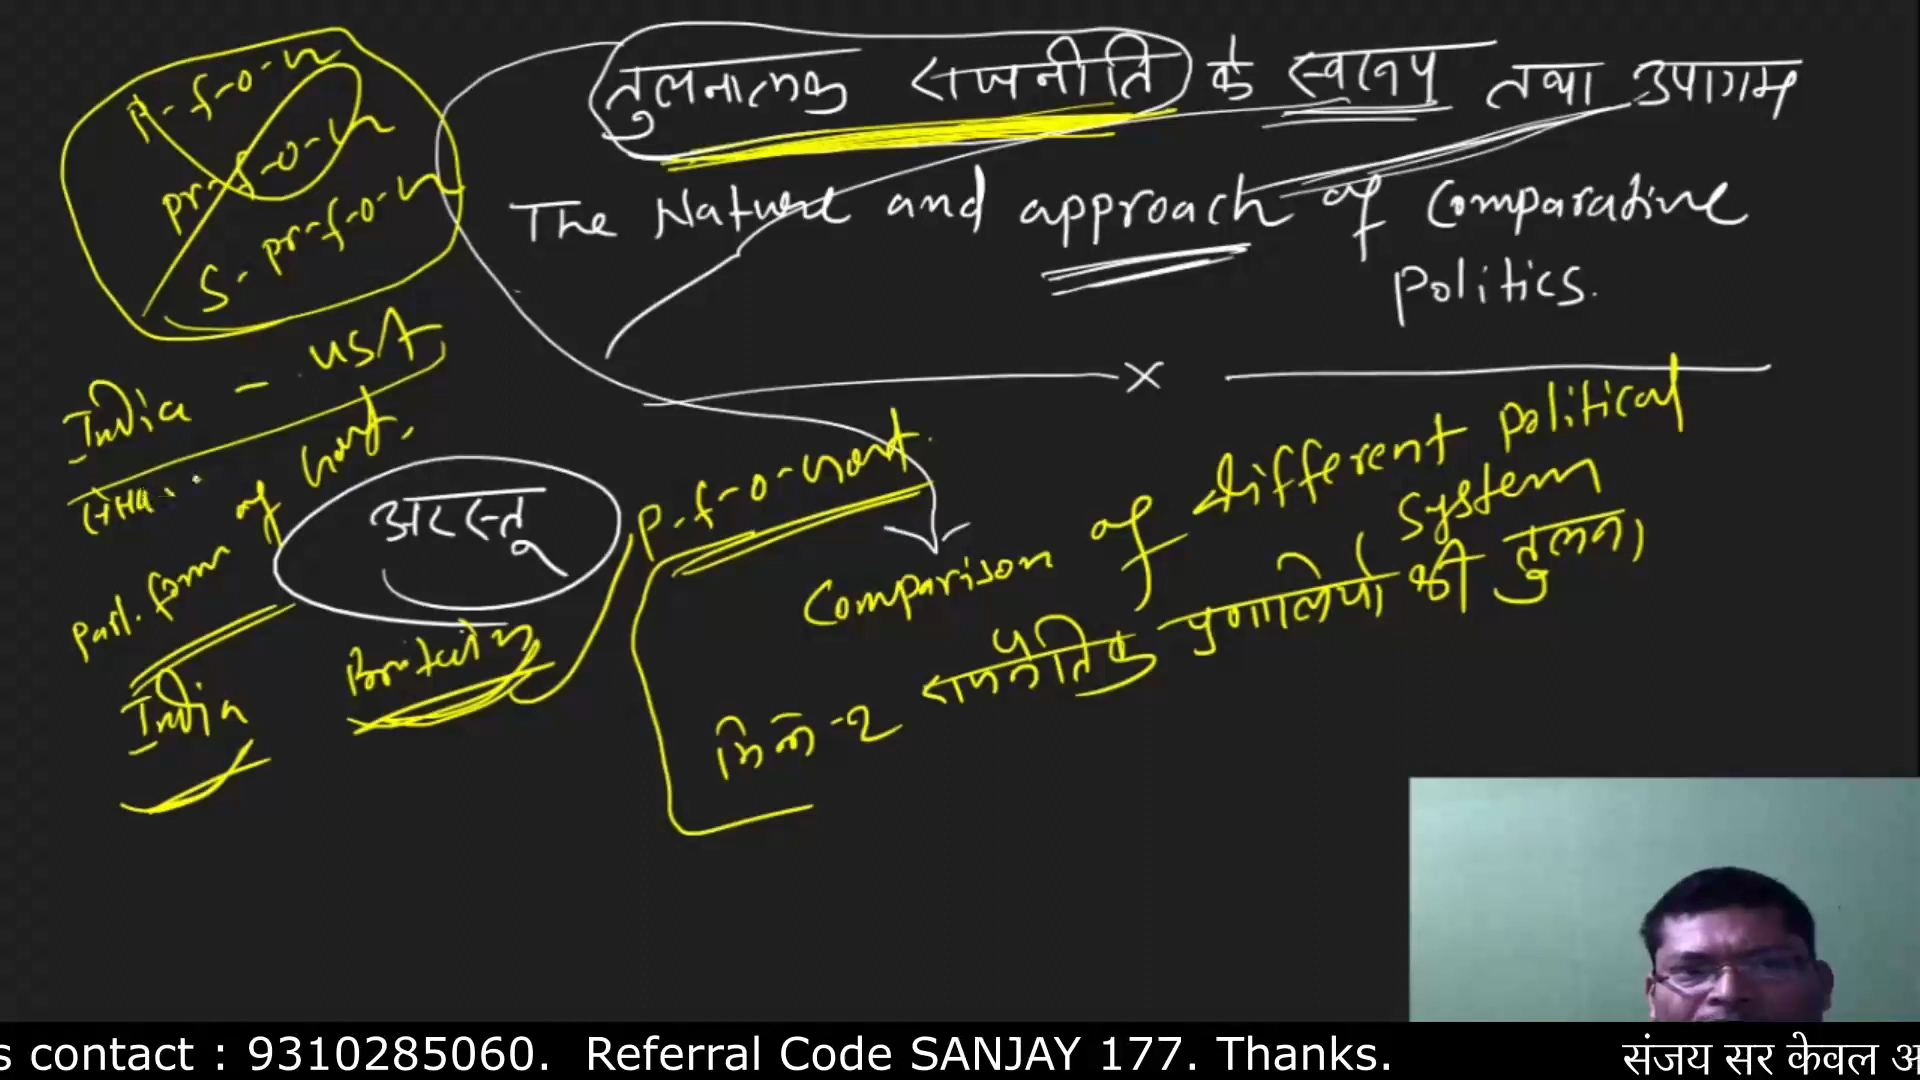 तुलनात्मक राजनीति के स्वरूप तथा उपागम
The Nature and approach of Comparative
Politics.
P-f-o-n
pr-f-o-n
S-pr-f-o-n
India - USA
Parl. form of Govt.
अरस्तू
India
P-f-o-Govt.
Comparison of different Political
System
राजनैतिक प्रणालियों की तुलना
s contact : 9310285060. Referral Code SANJAY 177. Thanks.
संजय सर केवल अ